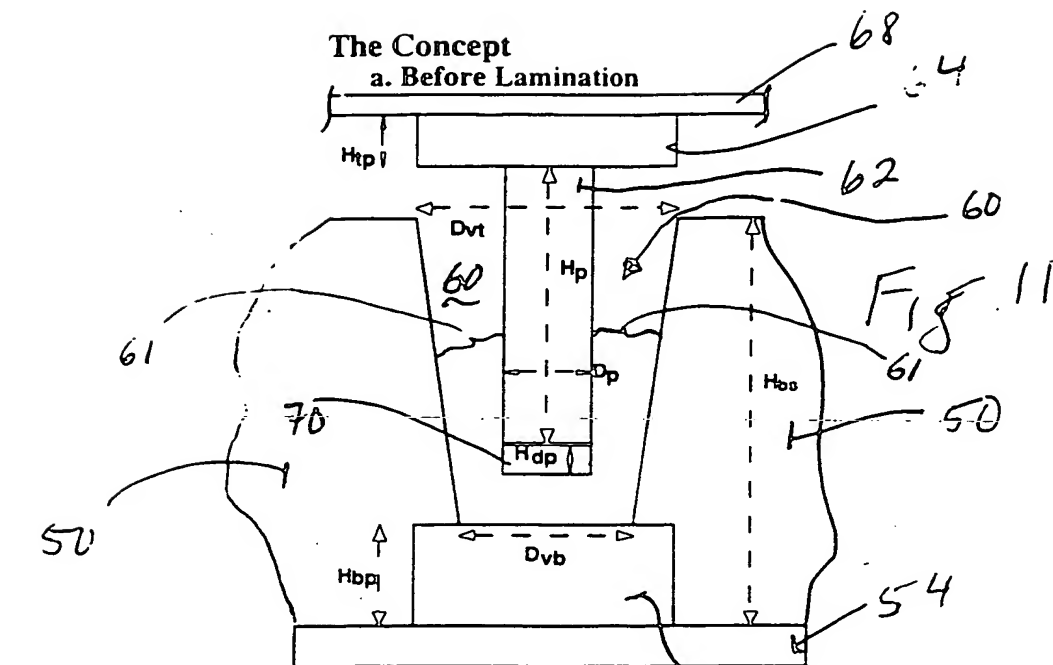 The Concept
a. Before Lamination
68
64
Htp
62
60
Dvt
60
Hp
Fig 11
61
61
Dp
Hbs
50
70
Hdp
50
Dvb
Hbp
54